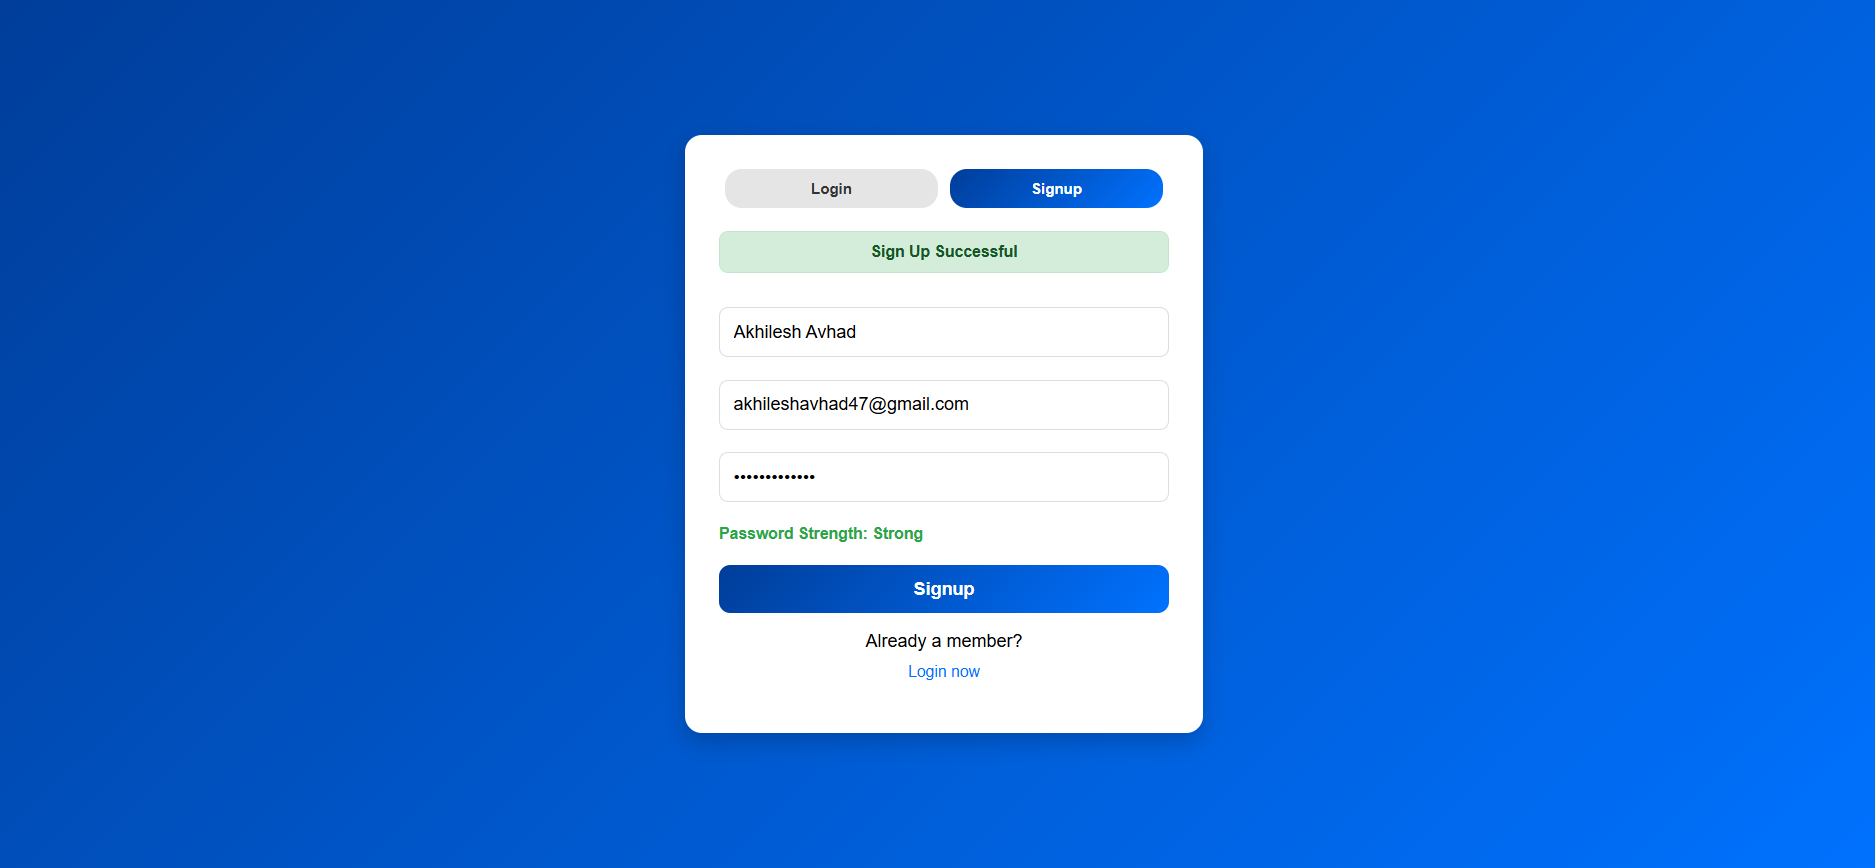 Login
Signup
Sign Up Successful
Akhilesh Avhad
akhileshavhad47@gmail.com
•••••••••••••
Password Strength: Strong
Signup
Already a member?
Login now